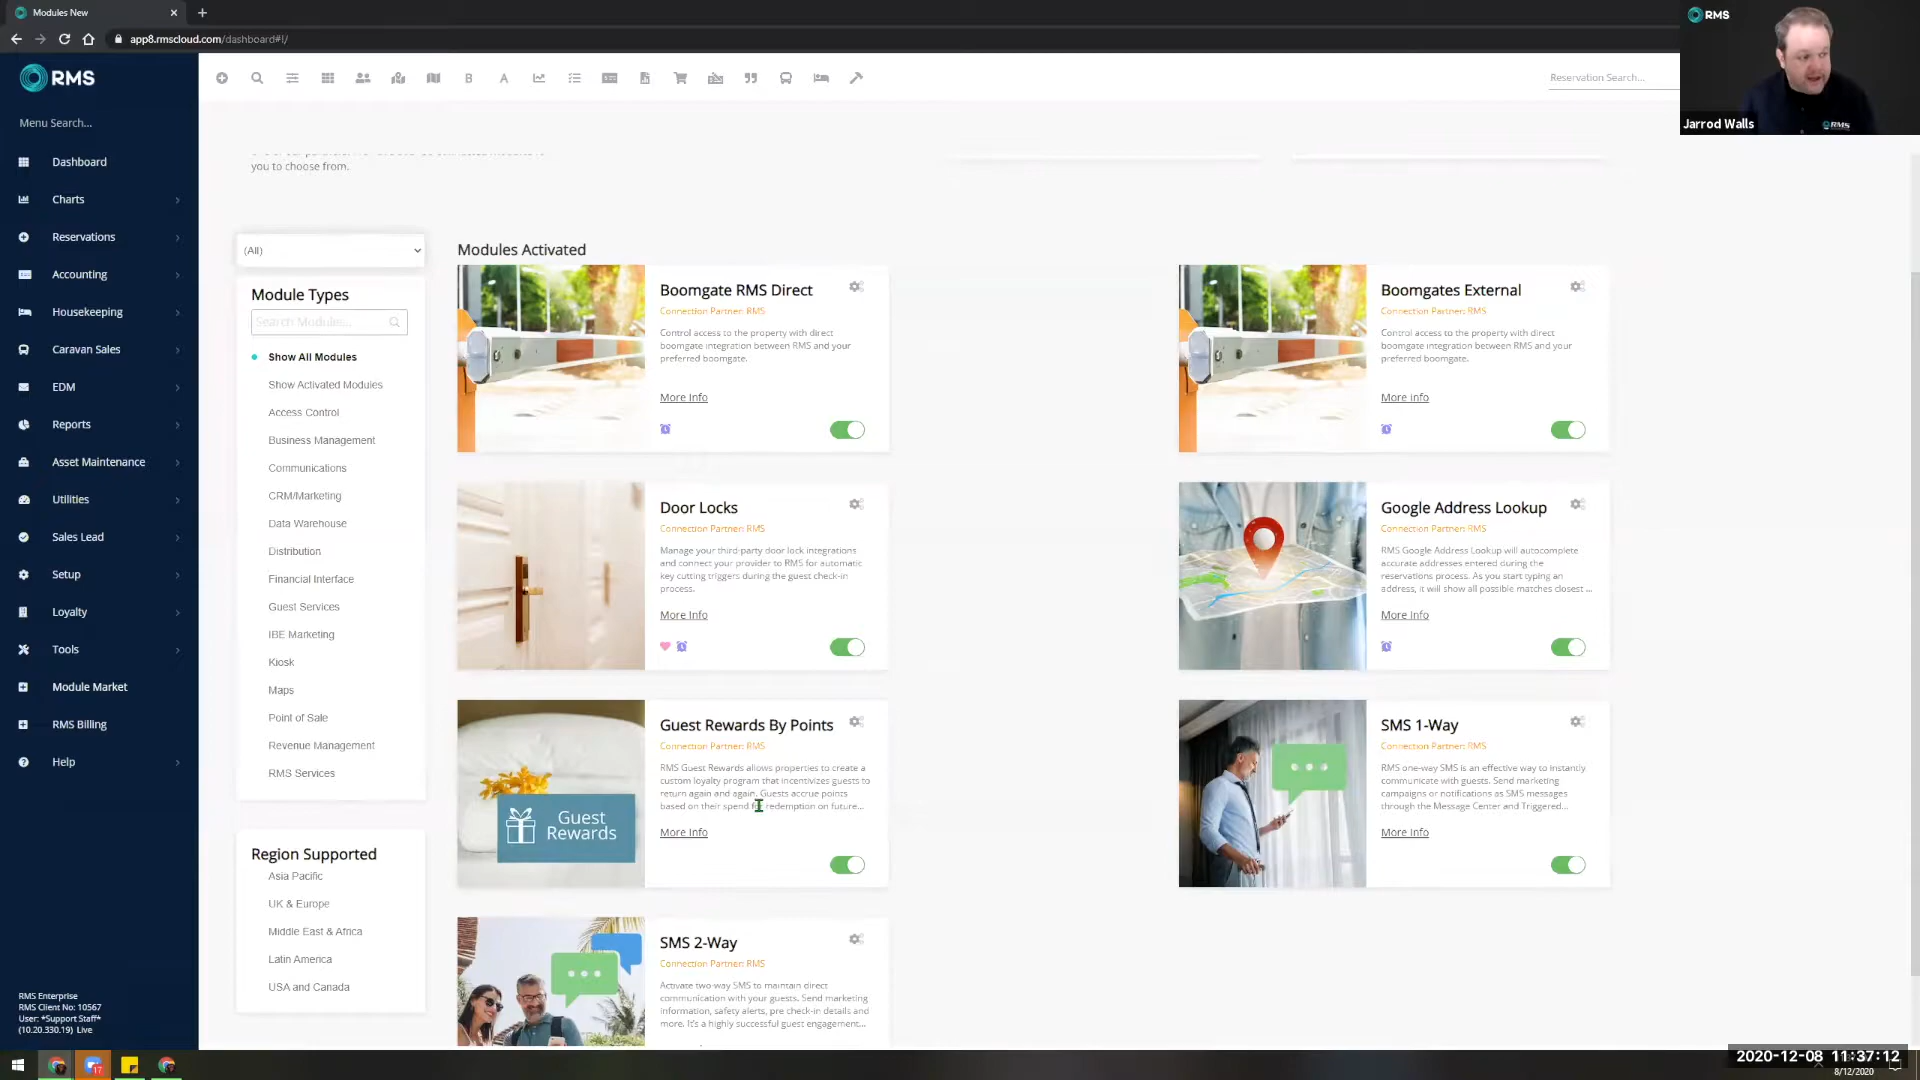 Modules New
app8.rmscloud.com/dashboard#!/
RMS
Jarrod Walls
RMS
RMS
Menu Search...
Reservation Search...
B
A
Dashboard
Charts
Reservations
Accounting
Housekeeping
Caravan Sales
EDM
Reports
Asset Maintenance
Utilities
Sales Lead
Setup
Loyalty
Tools
Module Market
RMS Billing
Help
RMS Enterprise
RMS Client No: 10567
User: *Support Staff*
(10.20.330.19) Live
you to choose from.
(All)
Module Types
Search Modules...
Show All Modules
Show Activated Modules
Access Control
Business Management
Communications
CRM/Marketing
Data Warehouse
Distribution
Financial Interface
Guest Services
IBE Marketing
Kiosk
Maps
Point of Sale
Revenue Management
RMS Services
Region Supported
Asia Pacific
UK & Europe
Middle East & Africa
Latin America
USA and Canada
Modules Activated
Boomgate RMS Direct
Connection Partner: RMS
Control access to the property with direct
boomgate integration between RMS and your
preferred boomgate.
More Info
Boomgates External
Connection Partner: RMS
Control access to the property with direct
boomgate integration between RMS and your
preferred boomgate.
More Info
Door Locks
Connection Partner: RMS
Manage your third-party door lock integrations
and connect your provider to RMS for automatic
key cutting triggers during the guest check-in
process.
More Info
Google Address Lookup
Connection Partner: RMS
RMS Google Address Lookup will autocomplete
accurate addresses entered during the
reservations process. As you start typing an
address, it will show all possible matches closest ...
More Info
Guest Rewards
Guest Rewards By Points
Connection Partner: RMS
RMS Guest Rewards allows properties to create a
custom loyalty program that incentivizes guests to
return again and again. Guests accrue points
based on their spend for redemption on future...
More Info
SMS 1-Way
Connection Partner: RMS
RMS one-way SMS is an effective way to instantly
communicate with guests. Send marketing
campaigns or notifications as SMS messages
through the Message Center and Triggered...
More Info
SMS 2-Way
Connection Partner: RMS
Activate two-way SMS to maintain direct
communication with your guests. Send marketing
information, safety alerts, pre check-in details and
more. It's a highly successful guest engagement...
17
2020-12-08 11:37:12
8/12/2020